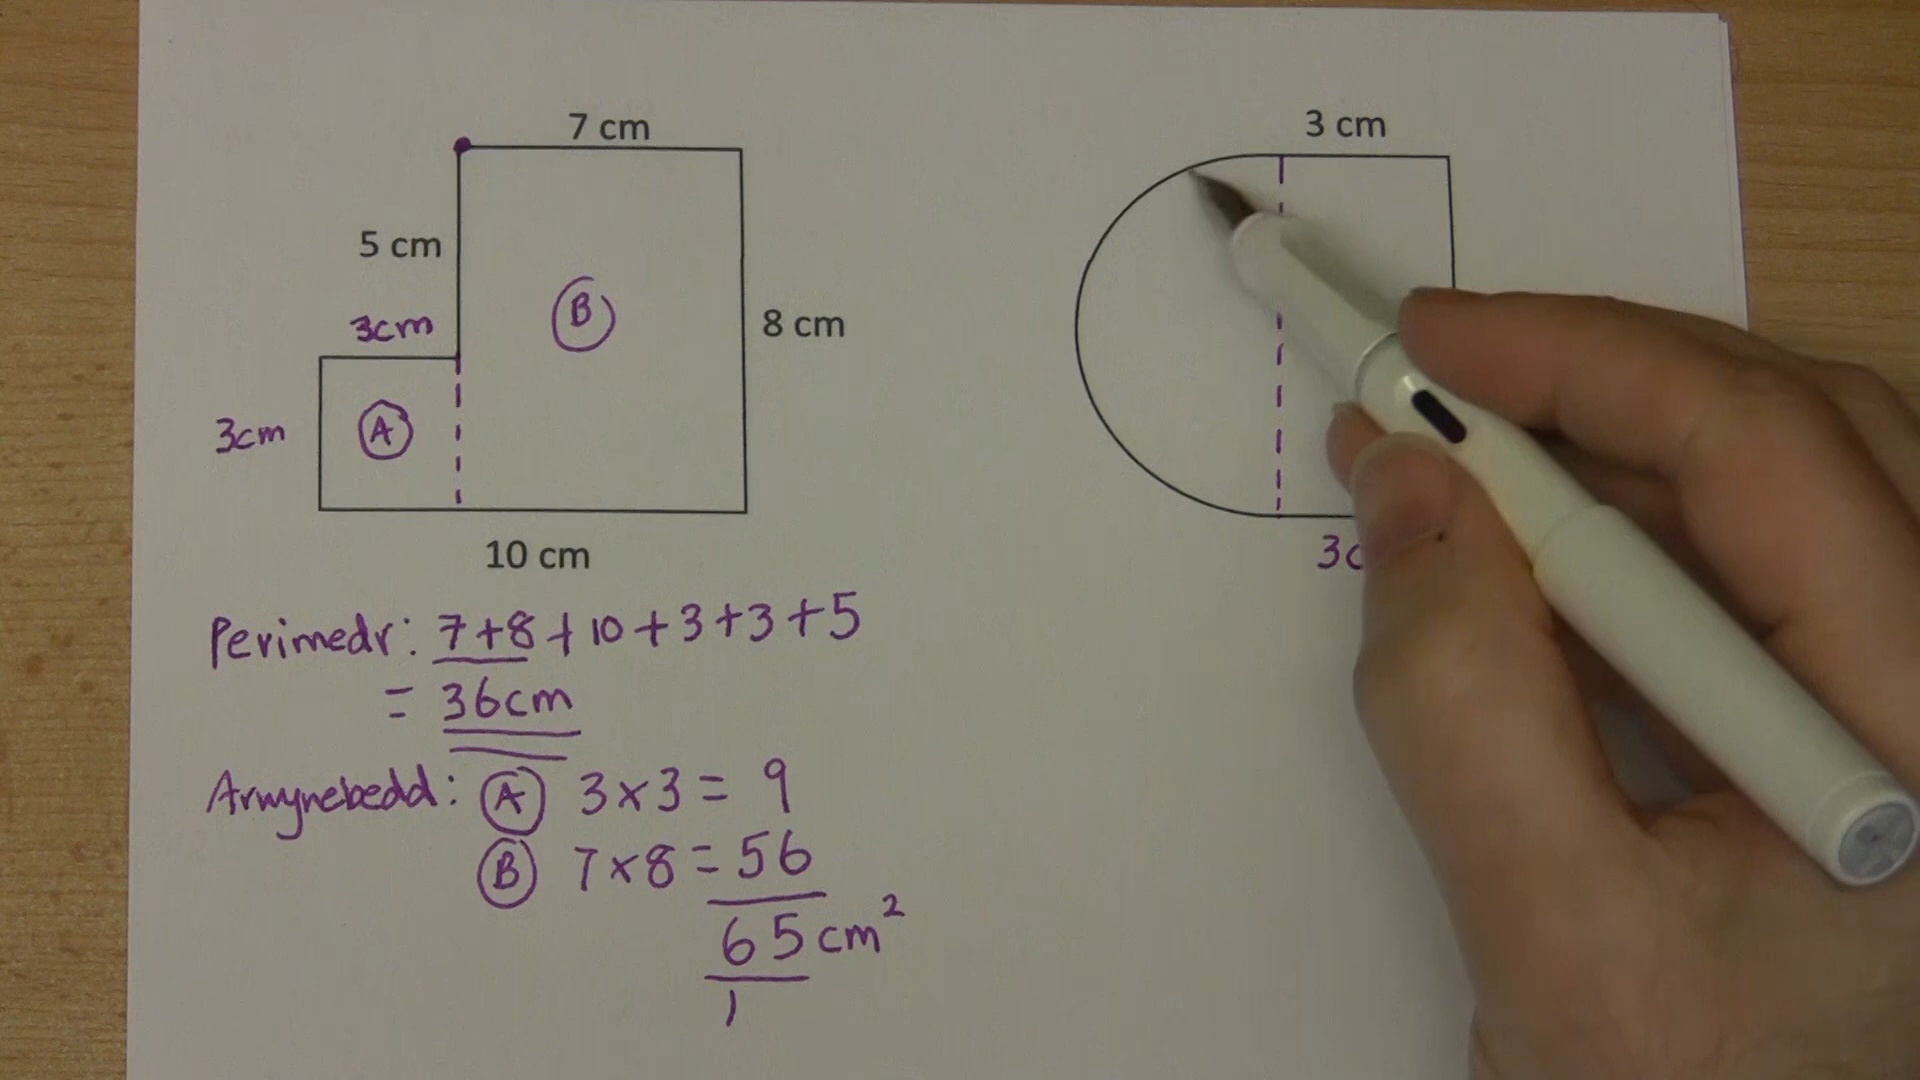 7 cm
3 cm
5 cm
3cm
B
8 cm
3cm
A
10 cm
Perimedr: 7+8+10+3+3+5
= 36cm
Arwynebedd: A 3×3= 9
B 7×8=56
65cm²
1